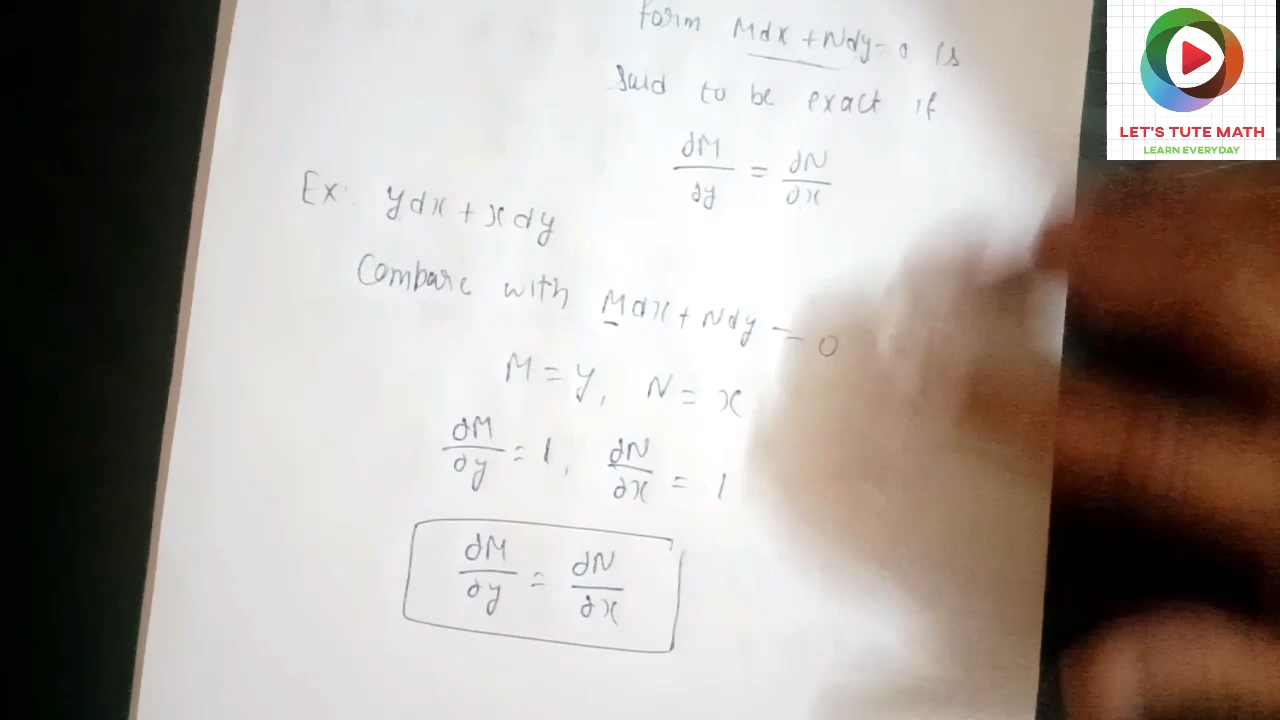 form Mdx + Ndy = 0 is
said to be exact if
∂M/∂y = ∂N/∂x
Ex. ydx + xdy
Compare with Mdx + Ndy = 0
M = y, N = x
∂M/∂y = 1, ∂N/∂x = 1
∂M/∂y = ∂N/∂x
LET'S TUTE MATH
LEARN EVERYDAY